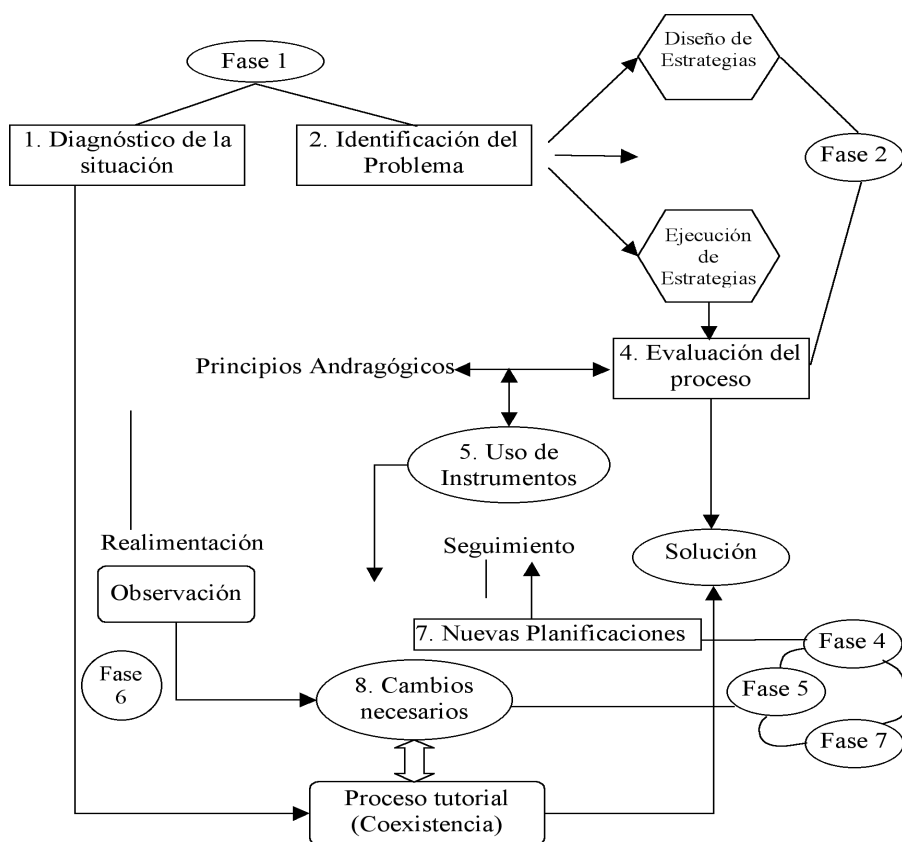 Fase 1
1. Diagnóstico de la
situación
2. Identificación del
Problema
Diseño de
Estrategias
Fase 2
Ejecución
de
Estrategias
4. Evaluación del
proceso
Principios Andragógicos
5. Uso de
Instrumentos
Realimentación
Observación
Seguimiento
Solución
7. Nuevas Planificaciones
Fase 4
Fase
6
8. Cambios
necesarios
Fase 5
Fase 7
Proceso tutorial
(Coexistencia)